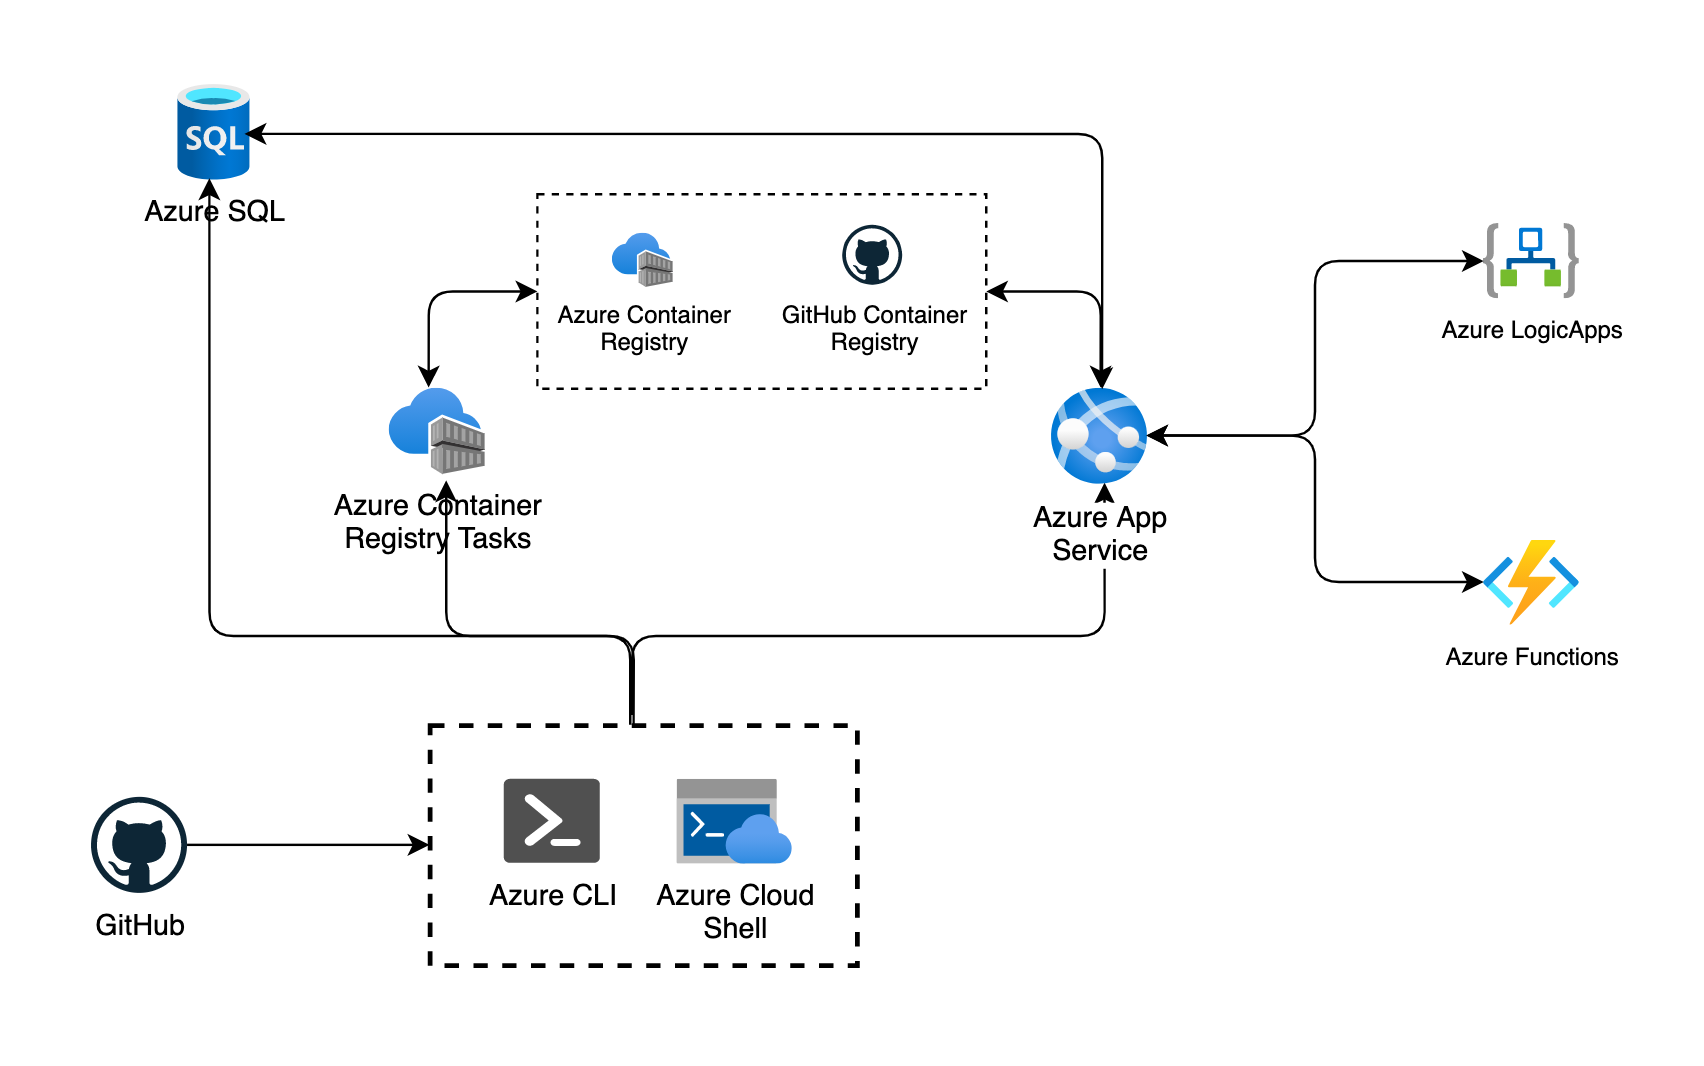 SQL
Azure SQL
Azure Container
Registry
GitHub Container
Registry
Azure LogicApps
Azure Container
Registry Tasks
Azure App
Service
Azure Functions
Azure CLI
Azure Cloud
Shell
GitHub